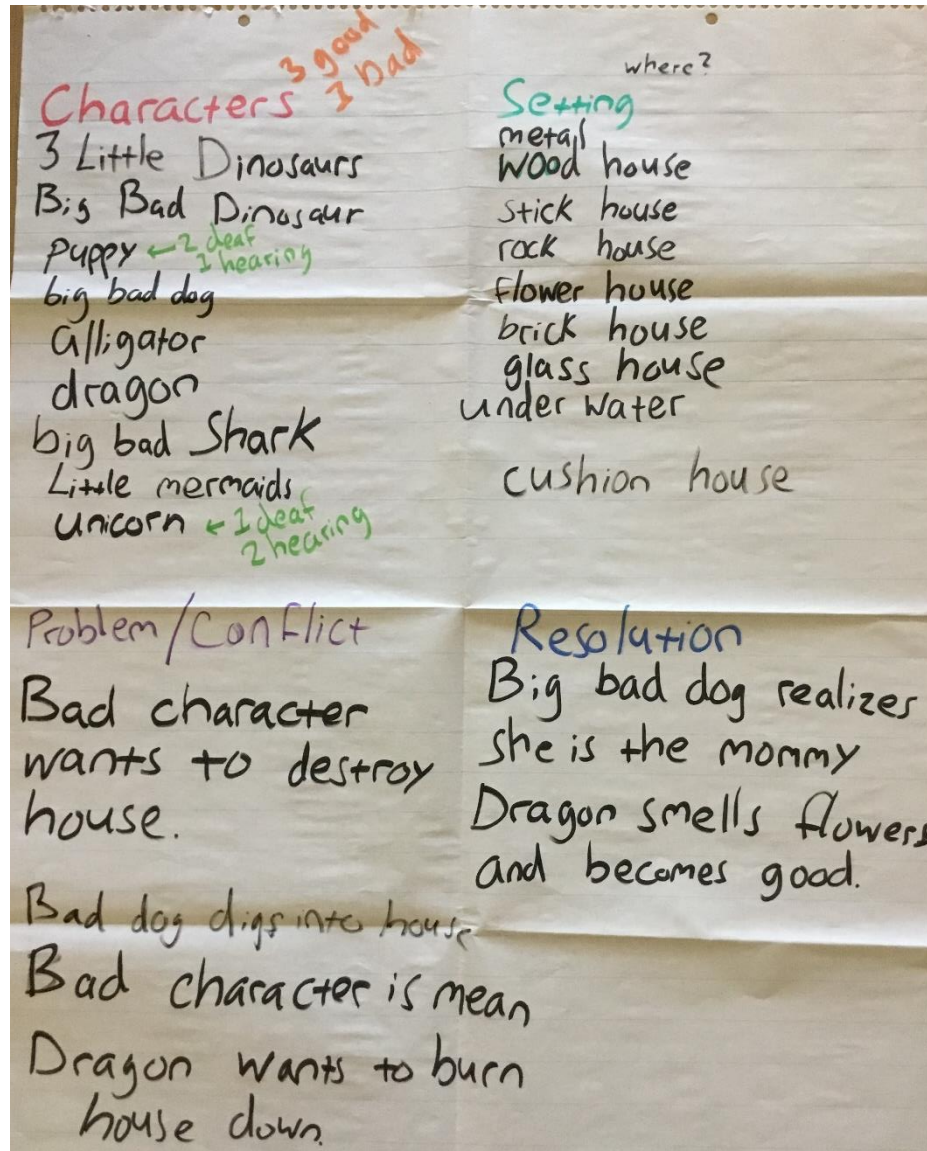 3 good
1 Bad
Characters
3 Little Dinosaurs
Big Bad Dinosaur
puppy ← 2 deaf
1 hearing
big bad dog
alligator
dragon
big bad Shark
Little mermaids
unicorn ← 1 deaf
2 hearing
where?
Setting
metal
wood house
stick house
rock house
flower house
brick house
glass house
under water
cushion house
Problem/Conflict
Bad character
wants to destroy
house.
Bad dog digs into house
Bad character is mean
Dragon wants to burn
house down.
Resolution
Big bad dog realizes
she is the mommy
Dragon smells flowers
and becomes good.